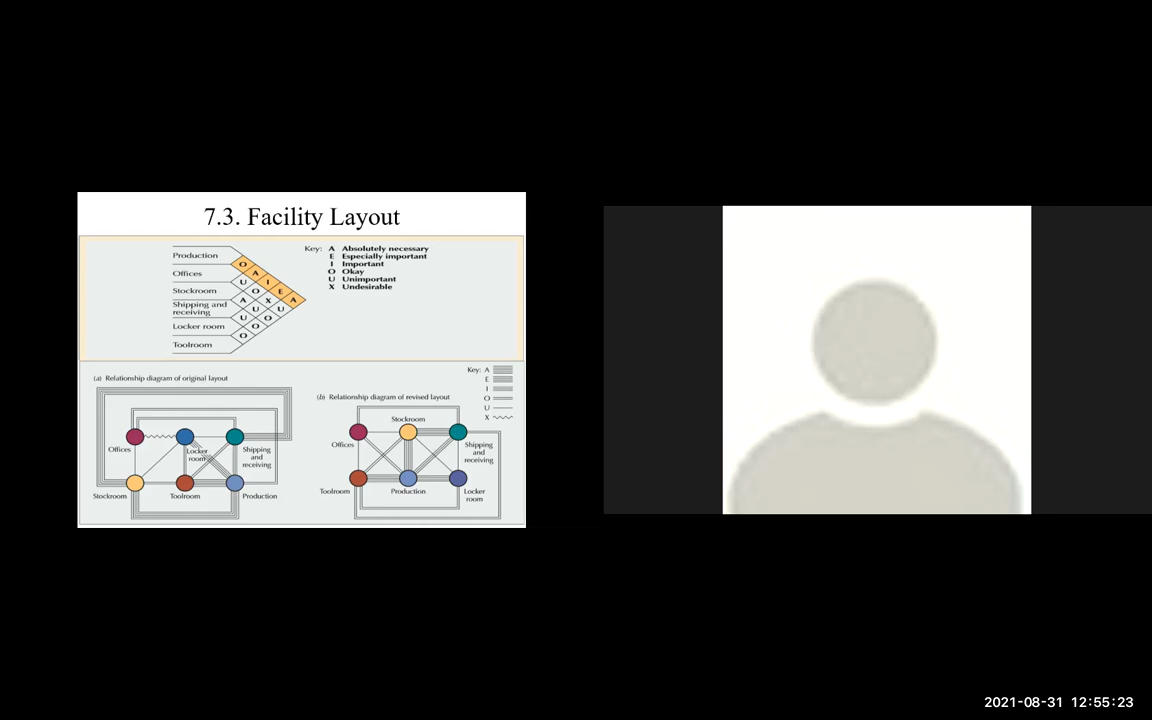 7.3. Facility Layout
Key: A Absolutely necessary
E Especially important
I Important
O Okay
U Unimportant
X Undesirable
Production
Offices
Stockroom
Shipping and
receiving
Locker room
Toolroom
O
A
U I
O E
A X A
U U
U O
O
O
Key: A
E
I
O
U
X
(a) Relationship diagram of original layout
Offices
Locker
room
Shipping
and
receiving
Stockroom
Toolroom
Production
(b) Relationship diagram of revised layout
Stockroom
Offices
Shipping
and
receiving
Toolroom
Production
Locker
room
2021-08-31 12:55:23